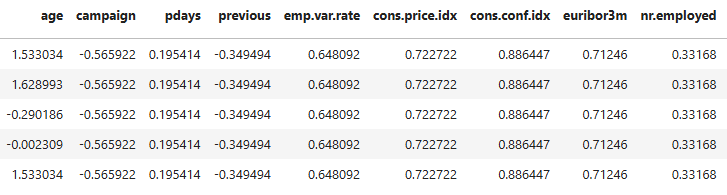 age campaign pdays previous emp.var.rate cons.price.idx cons.conf.idx euribor3m nr.employed
1.533034 -0.565922 0.195414 -0.349494 0.648092 0.722722 0.886447 0.71246 0.33168
1.628993 -0.565922 0.195414 -0.349494 0.648092 0.722722 0.886447 0.71246 0.33168
-0.290186 -0.565922 0.195414 -0.349494 0.648092 0.722722 0.886447 0.71246 0.33168
-0.002309 -0.565922 0.195414 -0.349494 0.648092 0.722722 0.886447 0.71246 0.33168
1.533034 -0.565922 0.195414 -0.349494 0.648092 0.722722 0.886447 0.71246 0.33168